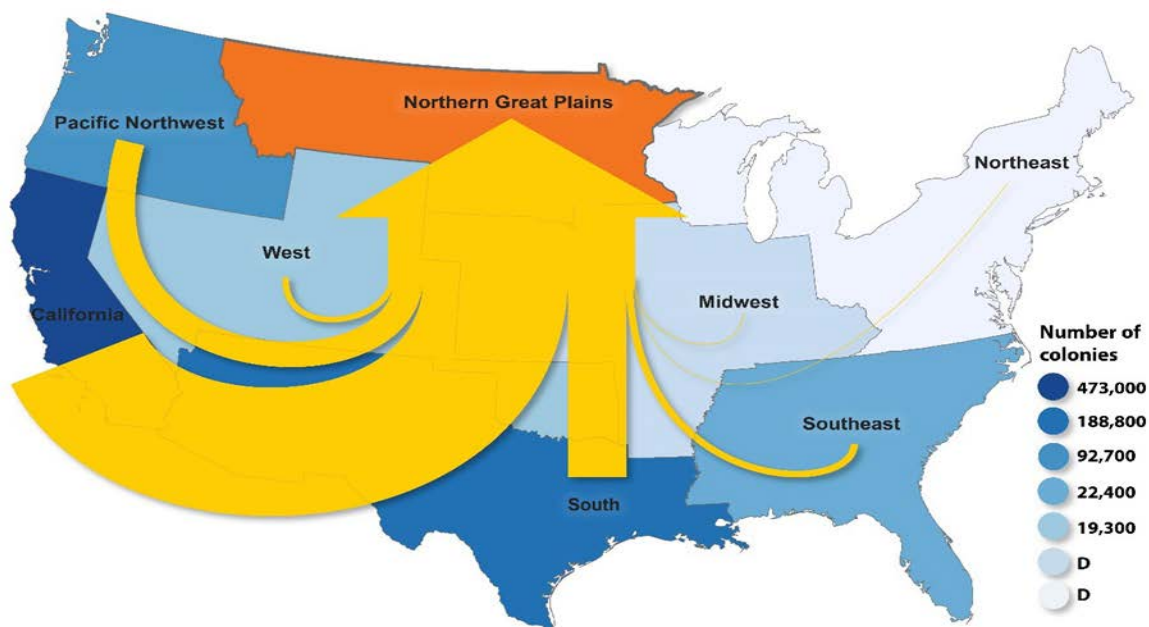 Northern Great Plains
Pacific Northwest
Northeast
West
Midwest
California
Southeast
South
Number of
colonies
473,000
188,800
92,700
22,400
19,300
D
D